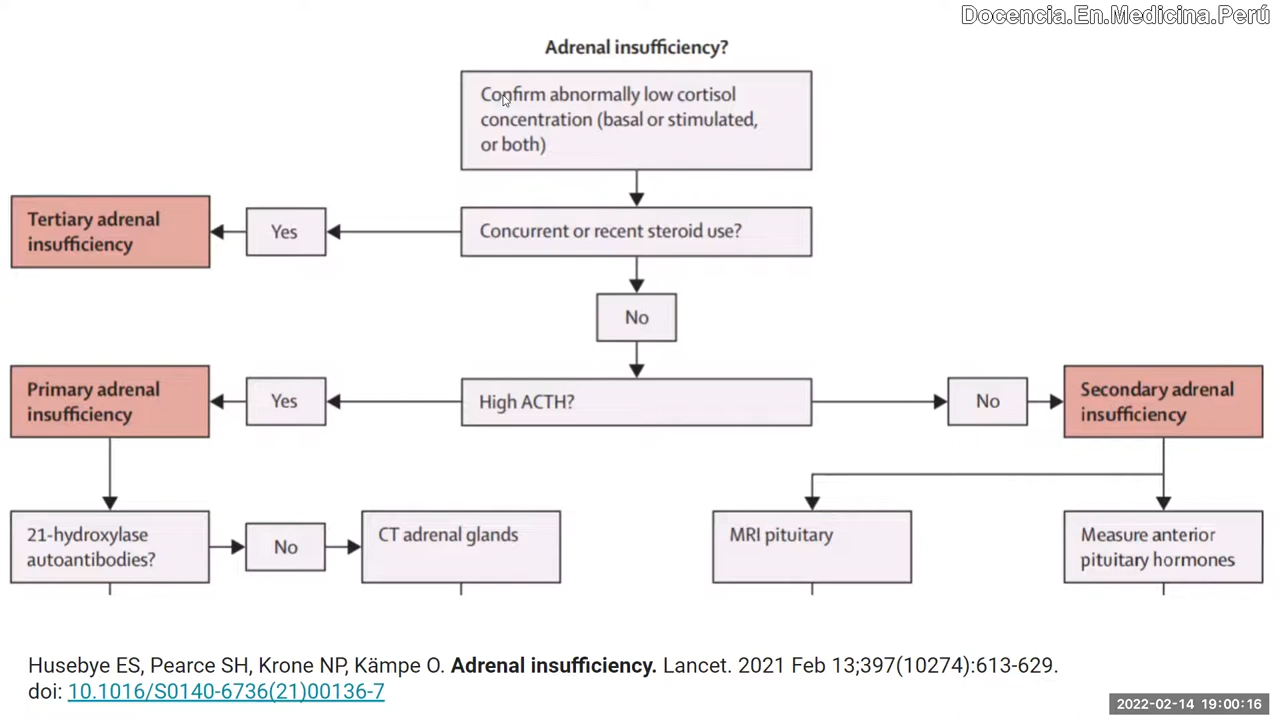 Docencia.En.Medicina.Perú
Adrenal insufficiency?
Confirm abnormally low cortisol
concentration (basal or stimulated,
or both)
Tertiary adrenal
insufficiency
Yes
Concurrent or recent steroid use?
No
Primary adrenal
insufficiency
Yes
High ACTH?
No
Secondary adrenal
insufficiency
21-hydroxylase
autoantibodies?
No
CT adrenal glands
MRI pituitary
Measure anterior
pituitary hormones
Husebye ES, Pearce SH, Krone NP, Kämpe O. Adrenal insufficiency. Lancet. 2021 Feb 13;397(10274):613-629.
doi: 10.1016/S0140-6736(21)00136-7
2022-02-14 19:00:16